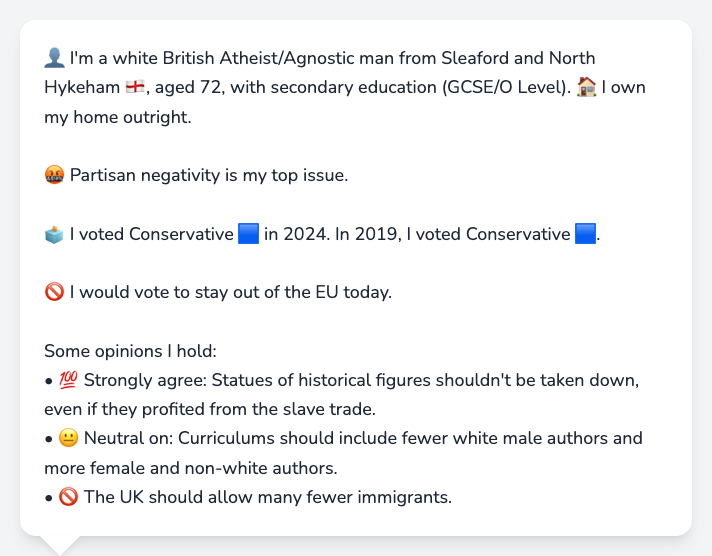 👤 I'm a white British Atheist/Agnostic man from Sleaford and North
Hykeham 🏴󠁧󠁢󠁥󠁮󠁧󠁿, aged 72, with secondary education (GCSE/O Level). 🏠 I own
my home outright.
🤬 Partisan negativity is my top issue.
🗳️ I voted Conservative 🟦 in 2024. In 2019, I voted Conservative 🟦.
🚫 I would vote to stay out of the EU today.
Some opinions I hold:
• 💯 Strongly agree: Statues of historical figures shouldn't be taken down,
even if they profited from the slave trade.
• 😐 Neutral on: Curriculums should include fewer white male authors and
more female and non-white authors.
• 🚫 The UK should allow many fewer immigrants.